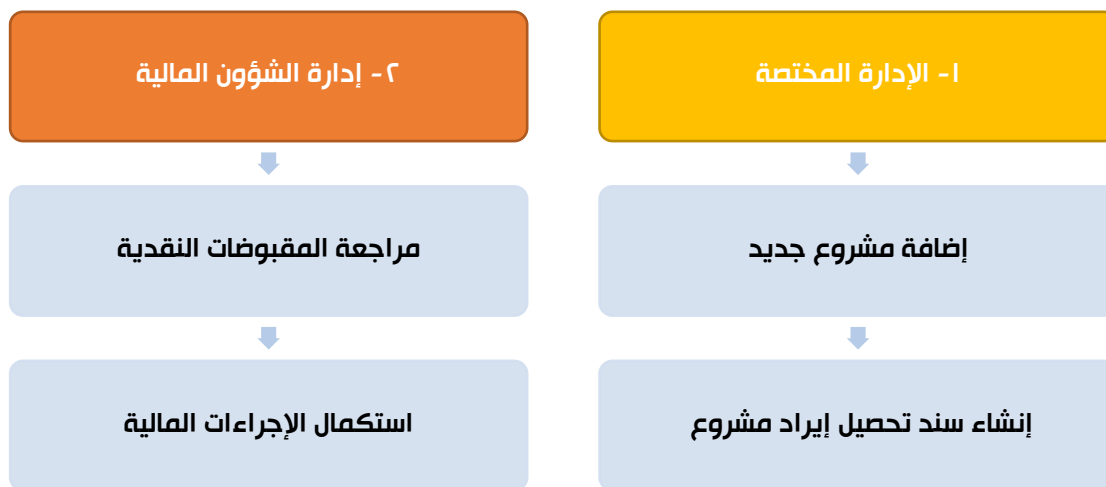 ١- الإدارة المختصة
إضافة مشروع جديد
إنشاء سند تحصيل إيراد مشروع
٢- إدارة الشؤون المالية
مراجعة المقبوضات النقدية
استكمال الإجراءات المالية